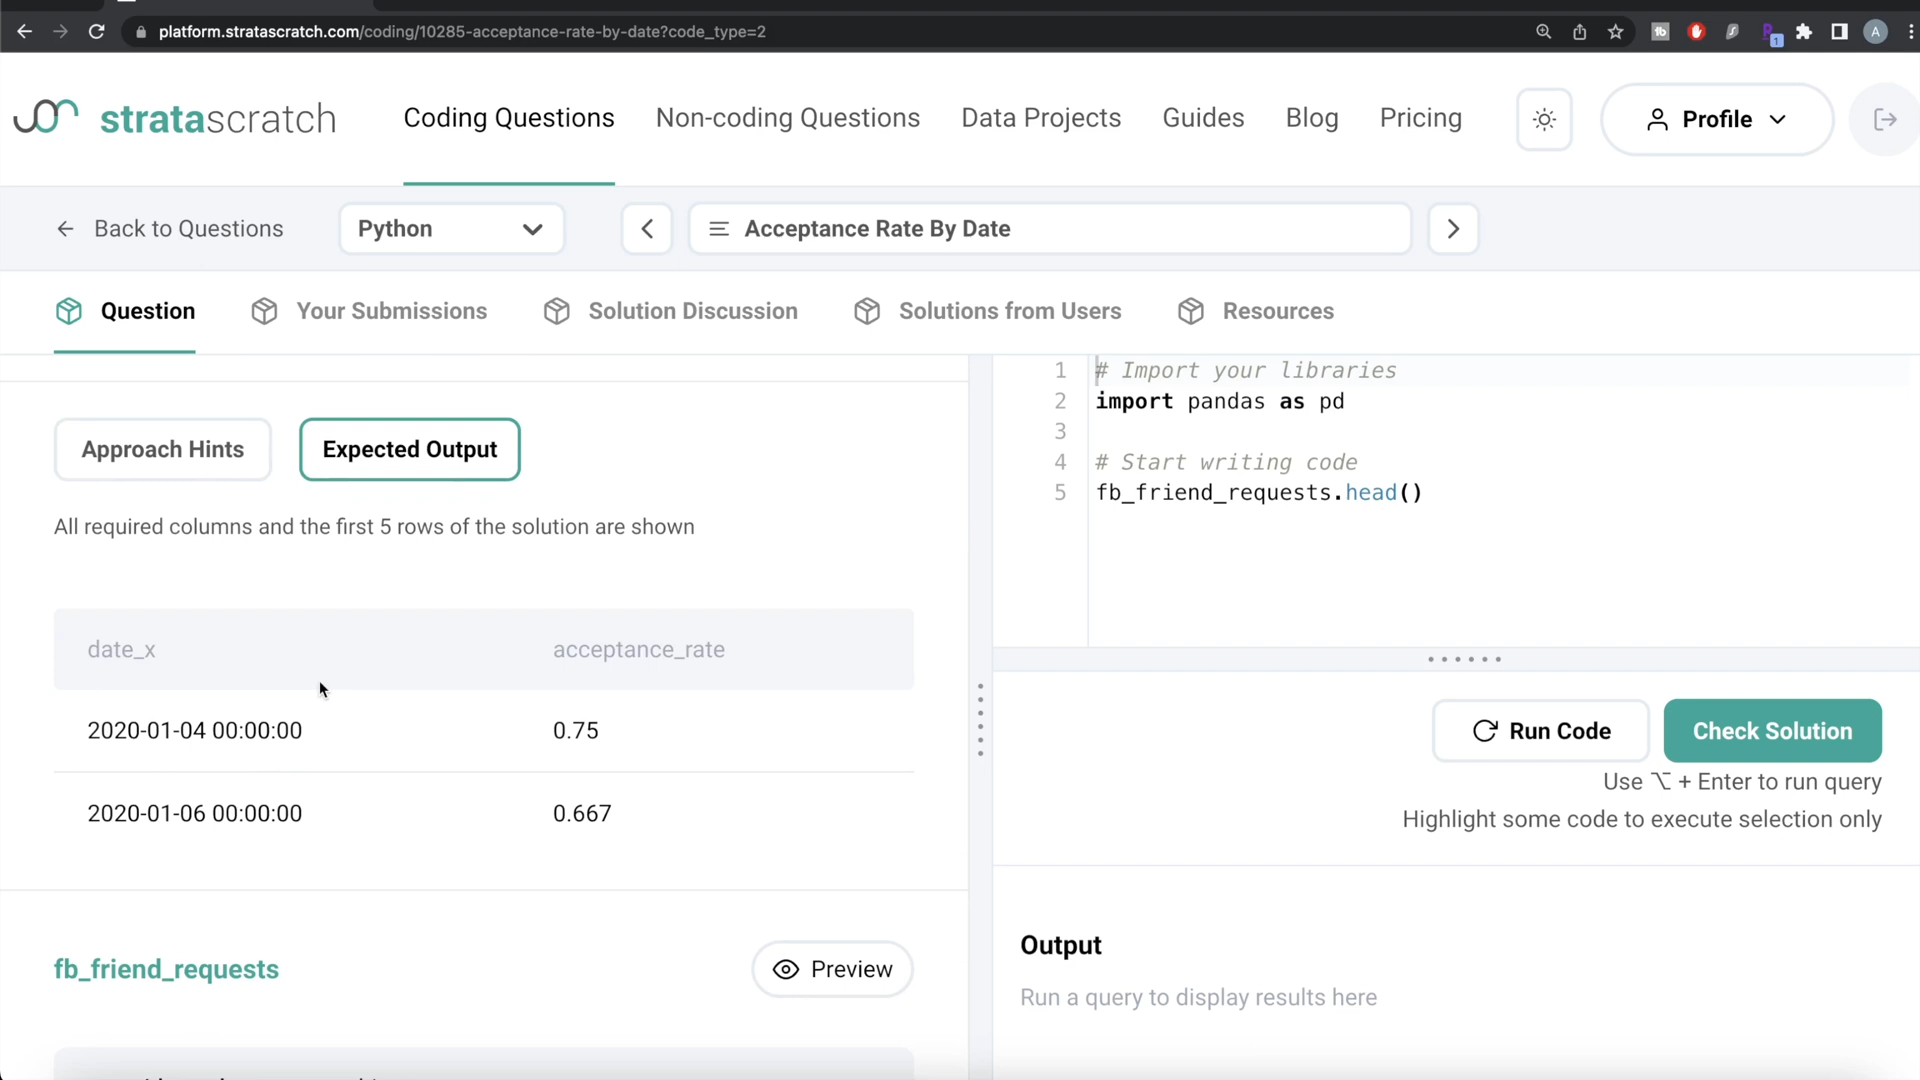 platform.stratascratch.com/coding/10285-acceptance-rate-by-date?code_type=2
tb
1
A
stratascratch
Coding Questions
Non-coding Questions
Data Projects
Guides
Blog
Pricing
Profile
Back to Questions
Python
Acceptance Rate By Date
Question
Your Submissions
Solution Discussion
Solutions from Users
Resources
Approach Hints
Expected Output
All required columns and the first 5 rows of the solution are shown
date_x acceptance_rate
2020-01-04 00:00:00 0.75
2020-01-06 00:00:00 0.667
fb_friend_requests
Preview
1 # Import your libraries
2 import pandas as pd
3
4 # Start writing code
5 fb_friend_requests.head()
Run Code
Check Solution
Use ⌥ + Enter to run query
Highlight some code to execute selection only
Output
Run a query to display results here